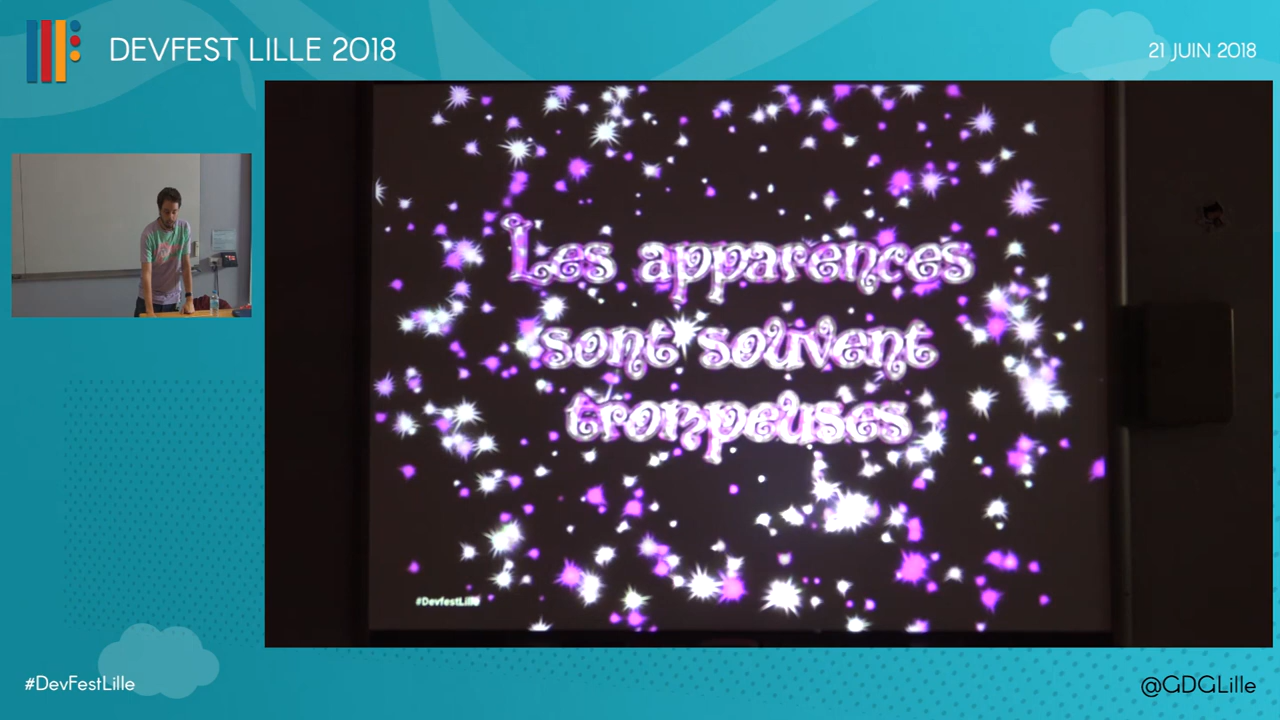 DEVFEST LILLE 2018
21 JUIN 2018
Les apparences
sont souvent
trompeuses
#DevfestLille
#DevFestLille
@GDGLille